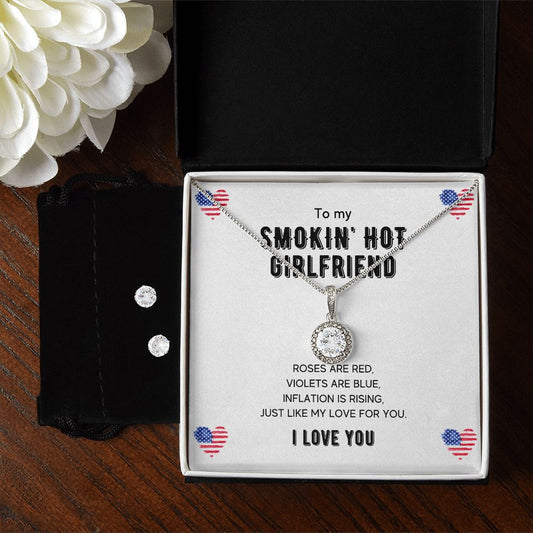 To my
SMOKIN' HOT
GIRLFRIEND
ROSES ARE RED,
VIOLETS ARE BLUE,
INFLATION IS RISING,
JUST LIKE MY LOVE FOR YOU.
I LOVE YOU